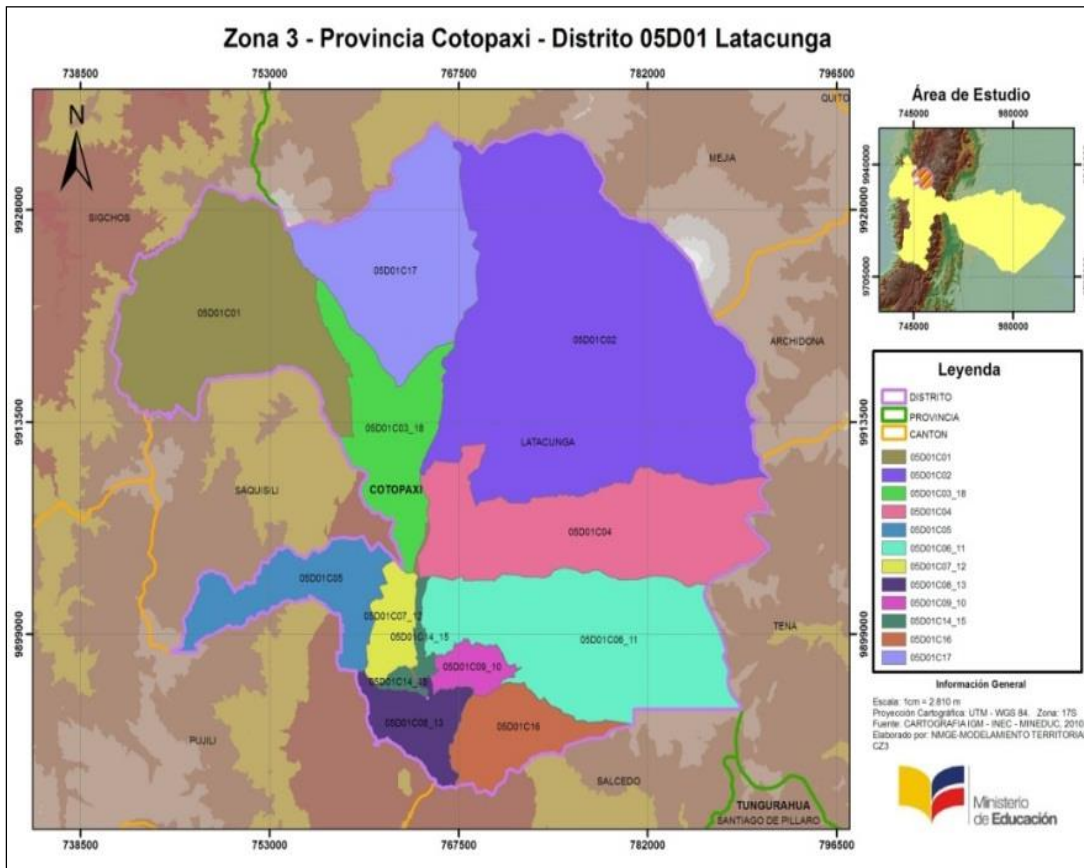 Zona 3 - Provincia Cotopaxi - Distrito 05D01 Latacunga
738500 753000 767500 782000 796500
QUITO
N
MEJIA
SIGCHOS
9928000
9928000
05D01C17
05D01C01
05D01C02
ARCHIDONA
9913500
9913500
05D01C03_18
LATACUNGA
SAQUISILI
COTOPAXI
05D01C04
05D01C05
05D01C07_12
TENA
9899000
9899000
05D01C14_15
05D01C06_11
05D01C09_10
05D01C14_15
05D01C08_13
05D01C16
PUJILI
SALCEDO
TUNGURAHUA
SANTIAGO DE PILLARO
738500 753000 767500 782000 796500
Área de Estudio
745000 980000
9940000
9940000
9705000
9705000
745000 980000
Leyenda
DISTRITO
PROVINCIA
CANTON
05D01C01
05D01C02
05D01C03_18
05D01C04
05D01C05
05D01C06_11
05D01C07_12
05D01C08_13
05D01C09_10
05D01C14_15
05D01C16
05D01C17
Información General
Escala: 1cm = 2.810 m
Proyección Cartográfica: UTM - WGS 84. Zona: 17S
Fuente: CARTOGRAFIA IGM - INEC - MINEDUC, 2010
Elaborado por: NMGE-MODELAMIENTO TERRITORIAL
CZ3
Ministerio
de Educación